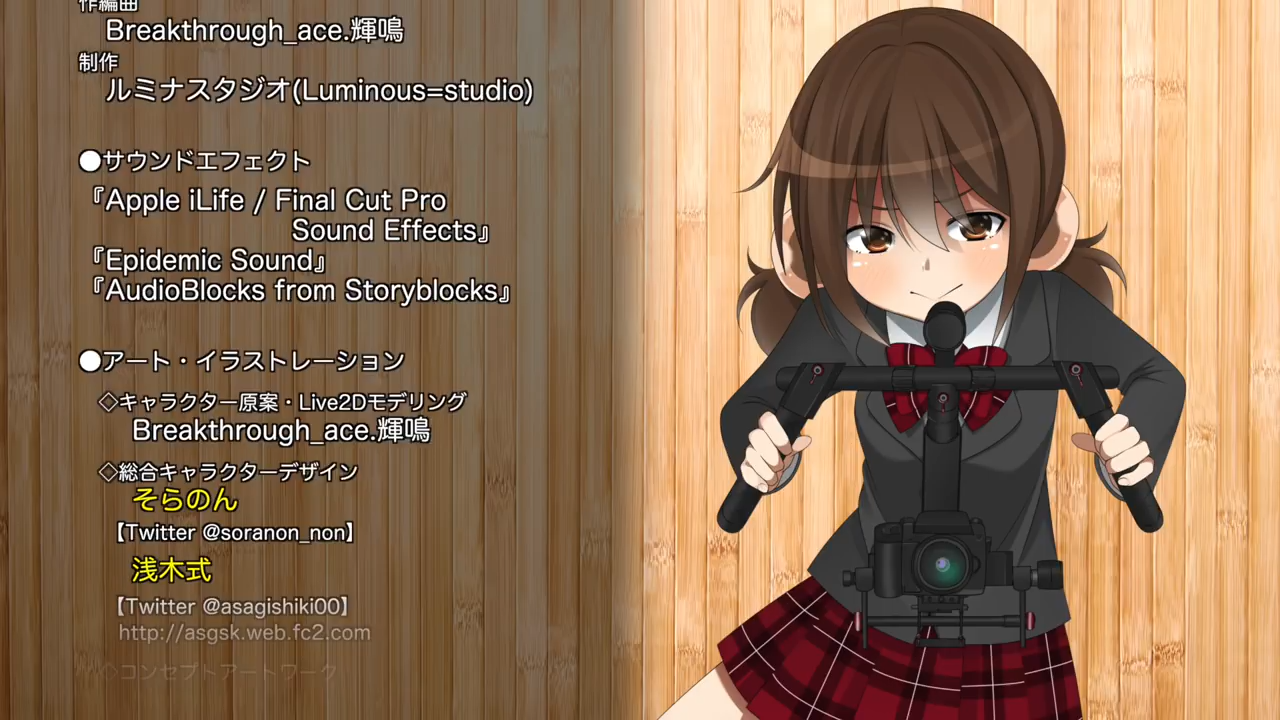 作編曲
Breakthrough_ace.輝鳴
制作
ルミナスタジオ(Luminous=studio)
●サウンドエフェクト
『Apple iLife / Final Cut Pro
Sound Effects』
『Epidemic Sound』
『AudioBlocks from Storyblocks』
●アート・イラストレーション
◇キャラクター原案・Live2Dモデリング
Breakthrough_ace.輝鳴
◇総合キャラクターデザイン
そらのん
【Twitter @soranon_non】
浅木式
【Twitter @asagishiki00】
http://asgsk.web.fc2.com
◇コンセプトアートワーク